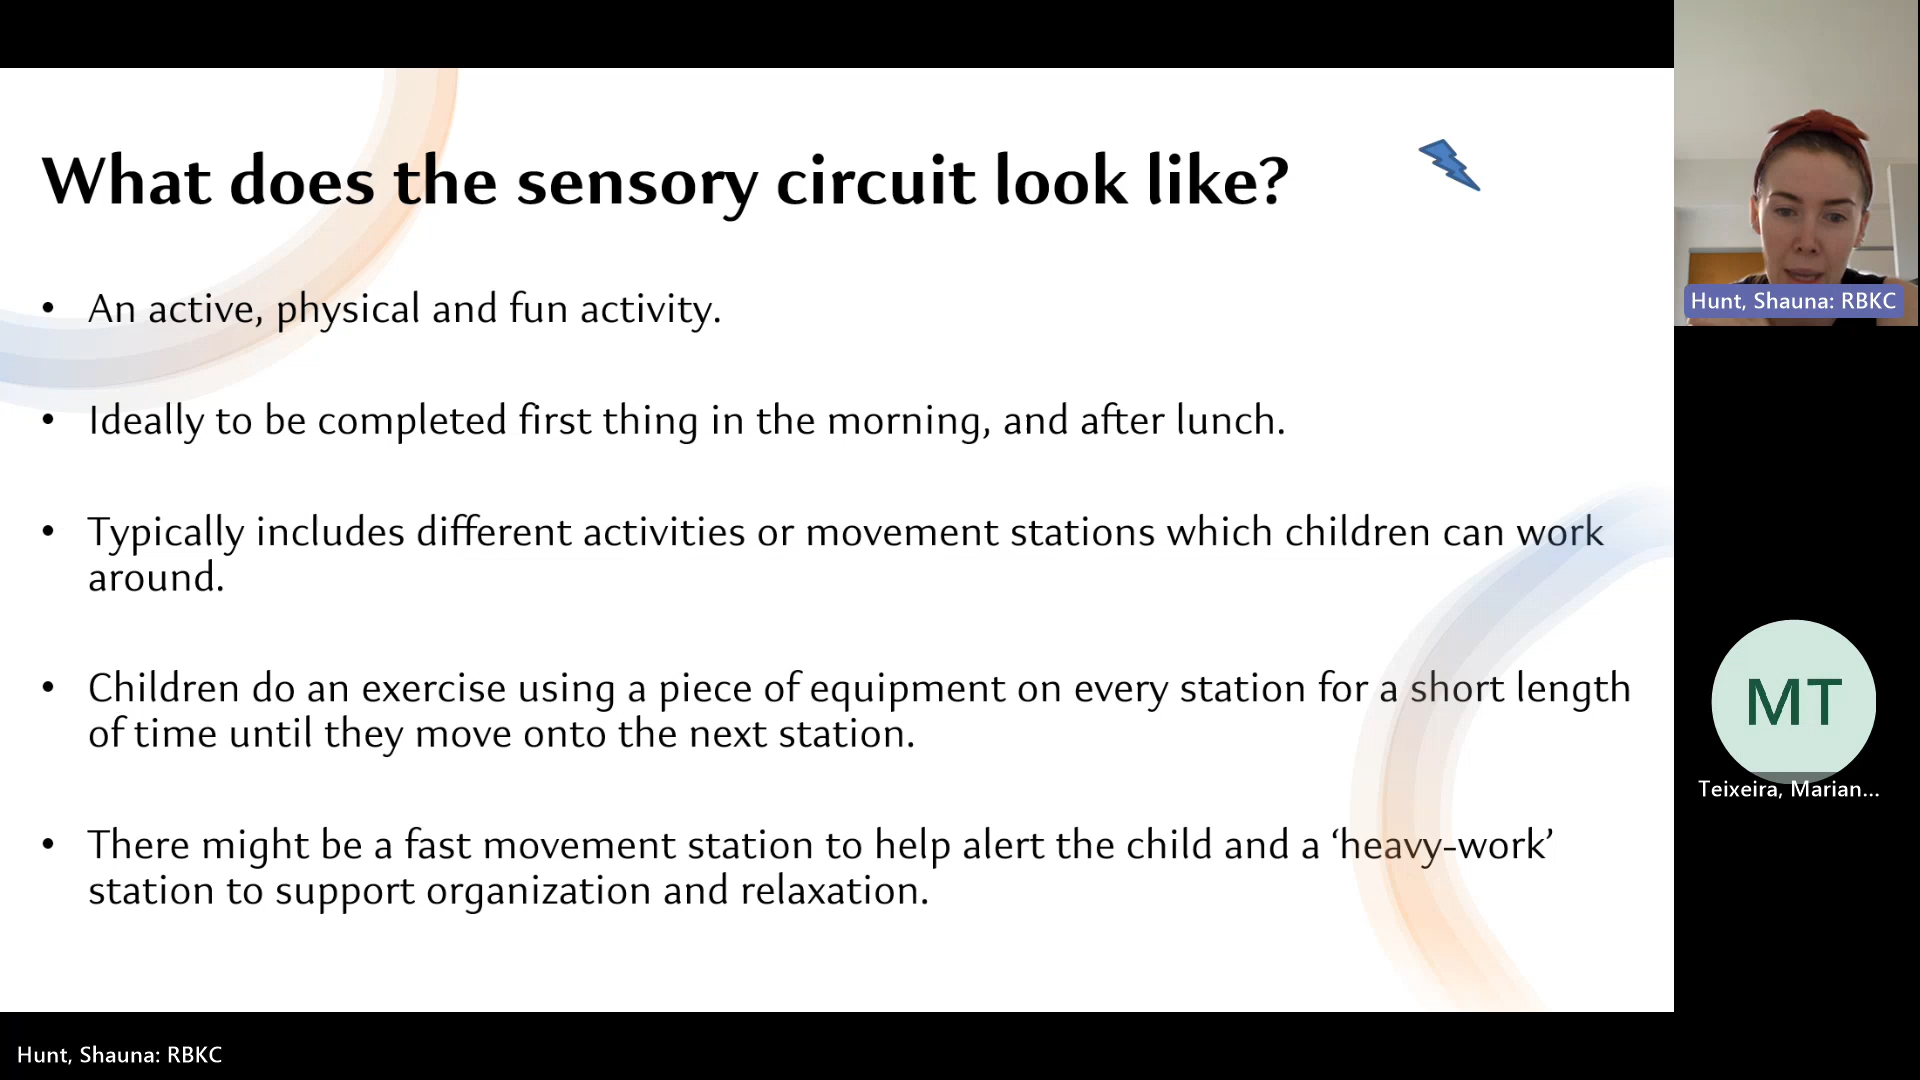 What does the sensory circuit look like?
• An active, physical and fun activity.
• Ideally to be completed first thing in the morning, and after lunch.
• Typically includes different activities or movement stations which children can work
around.
• Children do an exercise using a piece of equipment on every station for a short length
of time until they move onto the next station.
• There might be a fast movement station to help alert the child and a ‘heavy-work’
station to support organization and relaxation.
Hunt, Shauna: RBKC
MT
Teixeira, Marian...
Hunt, Shauna: RBKC